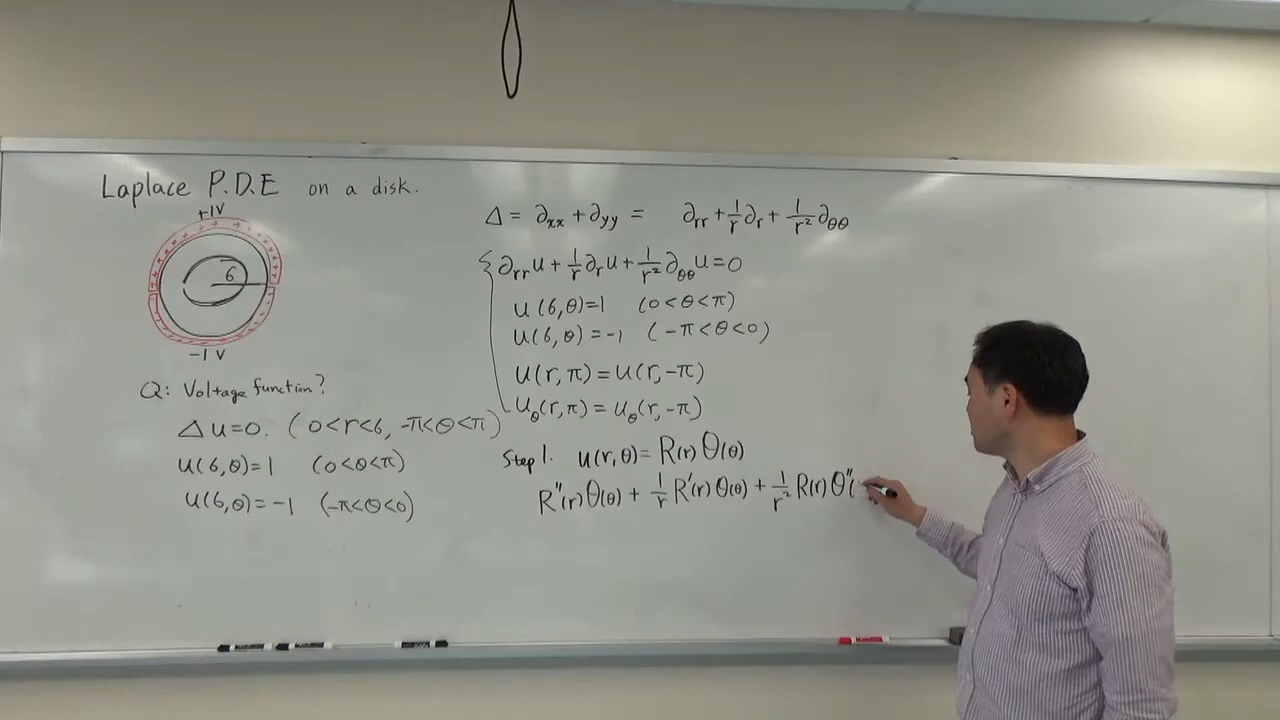 Laplace P.D.E on a disk.
+1V
6
-1V
Q: Voltage function?
Δu=0. (0<r<6, -π<θ<π)
u(6,θ)=1 (0<θ<π)
u(6,θ)=-1 (-π<θ<0)
Δ = ∂xx + ∂yy = ∂rr + 1/r ∂r + 1/r² ∂θθ
∂rr u + 1/r ∂r u + 1/r² ∂θθ u = 0
u(6,θ)=1 (0<θ<π)
u(6,θ)=-1 (-π<θ<0)
u(r,π)=u(r,-π)
uθ(r,π)=uθ(r,-π)
Step 1. u(r,θ)= R(r)Θ(θ)
R''(r)Θ(θ) + 1/r R'(r)Θ(θ) + 1/r² R(r)Θ''(